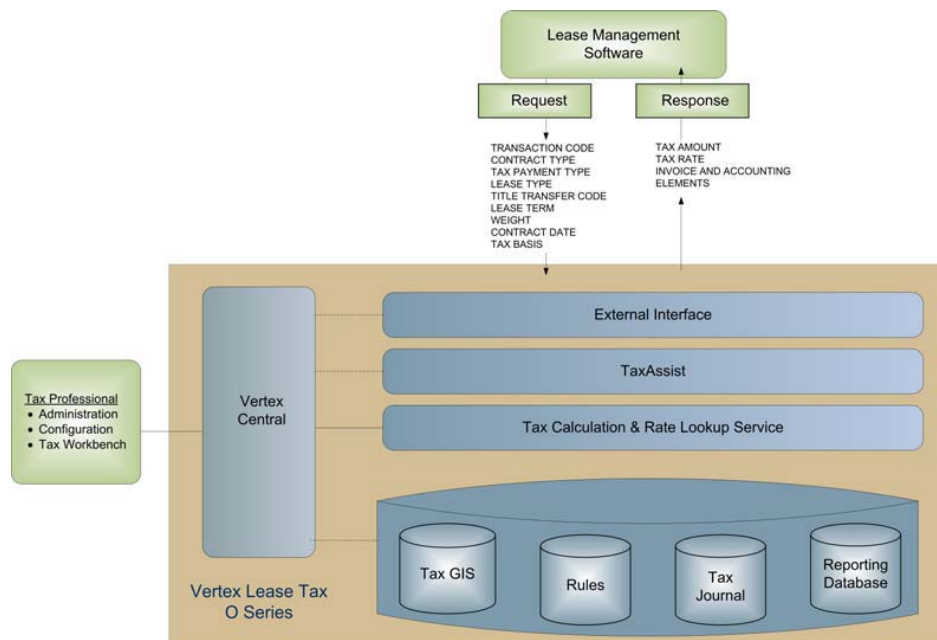 Lease Management
Software
Request
Response
TRANSACTION CODE
CONTRACT TYPE
TAX PAYMENT TYPE
LEASE TYPE
TITLE TRANSFER CODE
LEASE TERM
WEIGHT
CONTRACT DATE
TAX BASIS
TAX AMOUNT
TAX RATE
INVOICE AND ACCOUNTING
ELEMENTS
External Interface
TaxAssist
Tax Calculation & Rate Lookup Service
Vertex
Central
Tax Professional
• Administration
• Configuration
• Tax Workbench
Tax GIS
Rules
Tax
Journal
Reporting
Database
Vertex Lease Tax
O Series